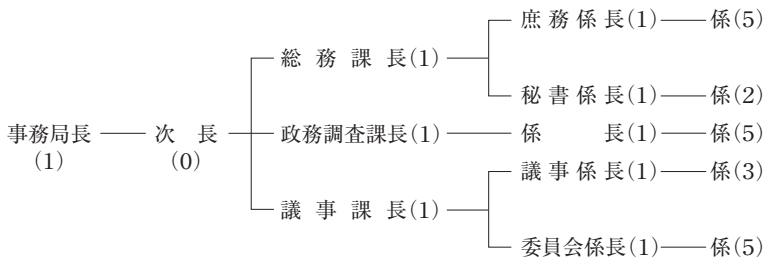 庶務係長(1)――係(5)
総務課長(1)
秘書係長(1)――係(2)
事務局長――次長
政務調査課長(1)――係長(1)――係(5)
(1) (0)
議事係長(1)――係(3)
議事課長(1)
委員会係長(1)――係(5)